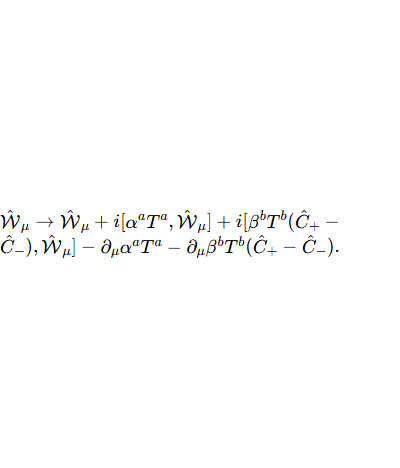 𝒲̂_μ → 𝒲̂_μ + i[α^a T^a, 𝒲̂_μ] + i[β^b T^b(Ĉ_+ −
Ĉ_−), 𝒲̂_μ] − ∂_μ α^a T^a − ∂_μ β^b T^b(Ĉ_+ − Ĉ_−).